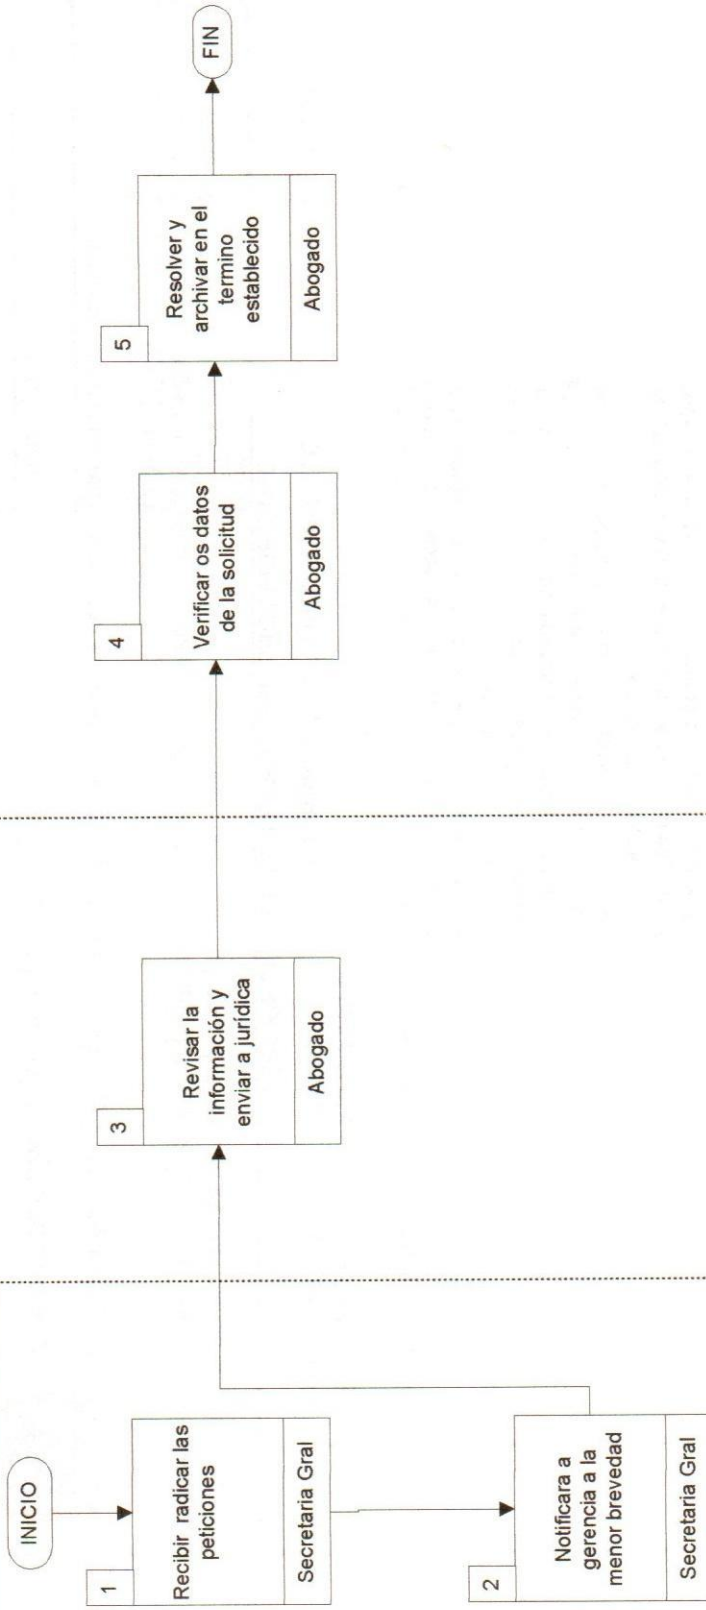 INICIO
1
Recibir radicar las
peticiones
Secretaria Gral
2
Notificara a
gerencia a la
menor brevedad
Secretaria Gral
3
Revisar la
información y
enviar a jurídica
Abogado
4
Verificar os datos
de la solicitud
Abogado
5
Resolver y
archivar en el
termino
establecido
Abogado
FIN